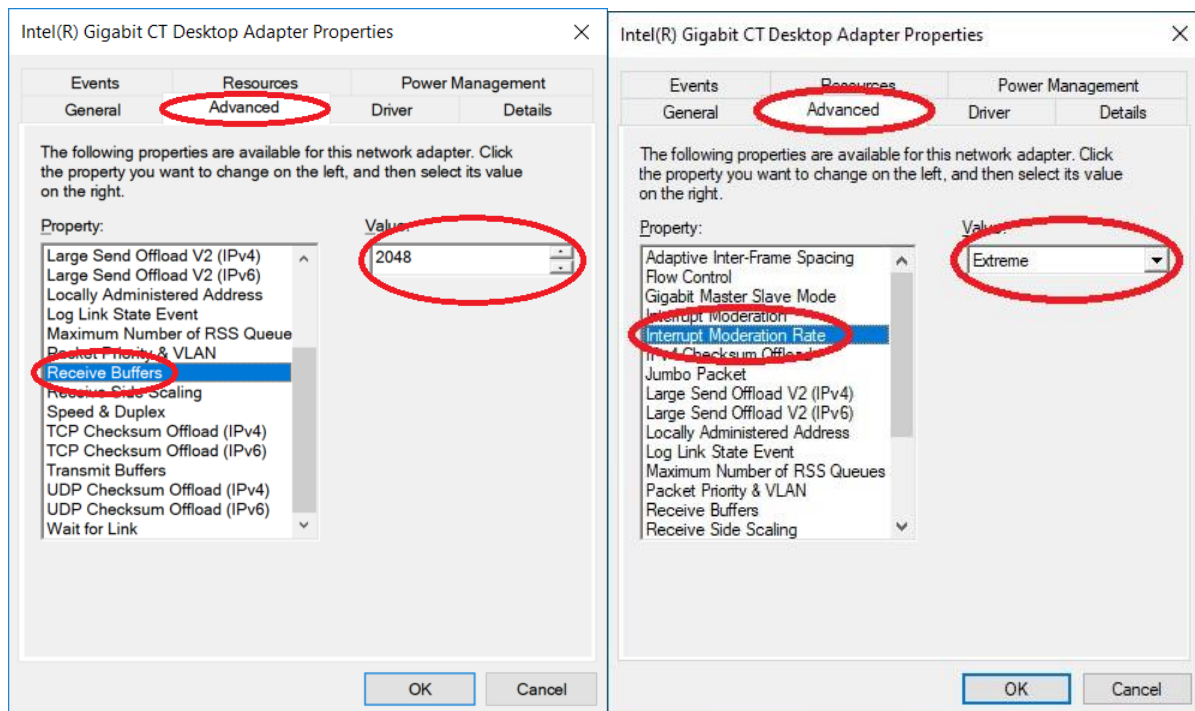 Intel(R) Gigabit CT Desktop Adapter Properties
Events Resources Power Management
General Advanced Driver Details
The following properties are available for this network adapter. Click
the property you want to change on the left, and then select its value
on the right.
Property: Value:
2048
Large Send Offload V2 (IPv4)
Large Send Offload V2 (IPv6)
Locally Administered Address
Log Link State Event
Maximum Number of RSS Queue
Packet Priority & VLAN
Receive Buffers
Receive Side Scaling
Speed & Duplex
TCP Checksum Offload (IPv4)
TCP Checksum Offload (IPv6)
Transmit Buffers
UDP Checksum Offload (IPv4)
UDP Checksum Offload (IPv6)
Wait for Link
OK Cancel
Intel(R) Gigabit CT Desktop Adapter Properties
Events Resources Power Management
General Advanced Driver Details
The following properties are available for this network adapter. Click
the property you want to change on the left, and then select its value
on the right.
Property: Value:
Extreme
Adaptive Inter-Frame Spacing
Flow Control
Gigabit Master Slave Mode
Interrupt Moderation
Interrupt Moderation Rate
IPv4 Checksum Offload
Jumbo Packet
Large Send Offload V2 (IPv4)
Large Send Offload V2 (IPv6)
Locally Administered Address
Log Link State Event
Maximum Number of RSS Queues
Packet Priority & VLAN
Receive Buffers
Receive Side Scaling
OK Cancel